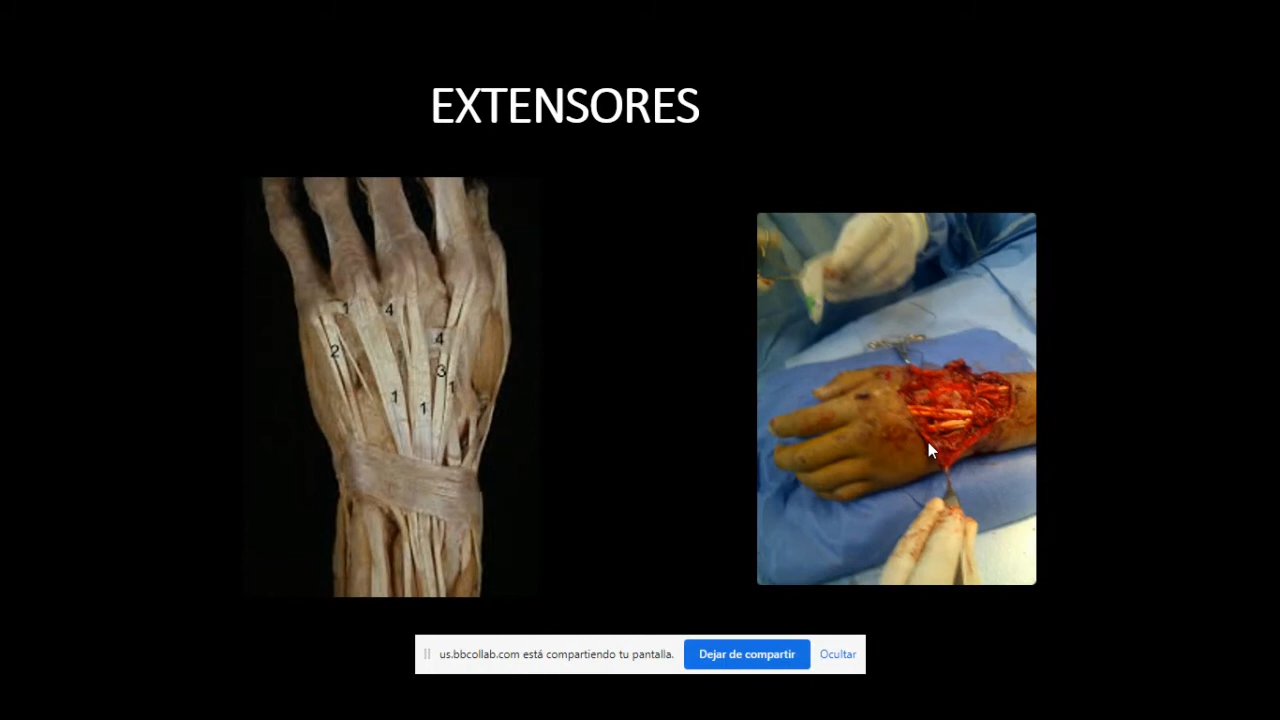 EXTENSORES
1
4
2
4
3
1
1
1
us.bbcollab.com está compartiendo tu pantalla.
Dejar de compartir
Ocultar